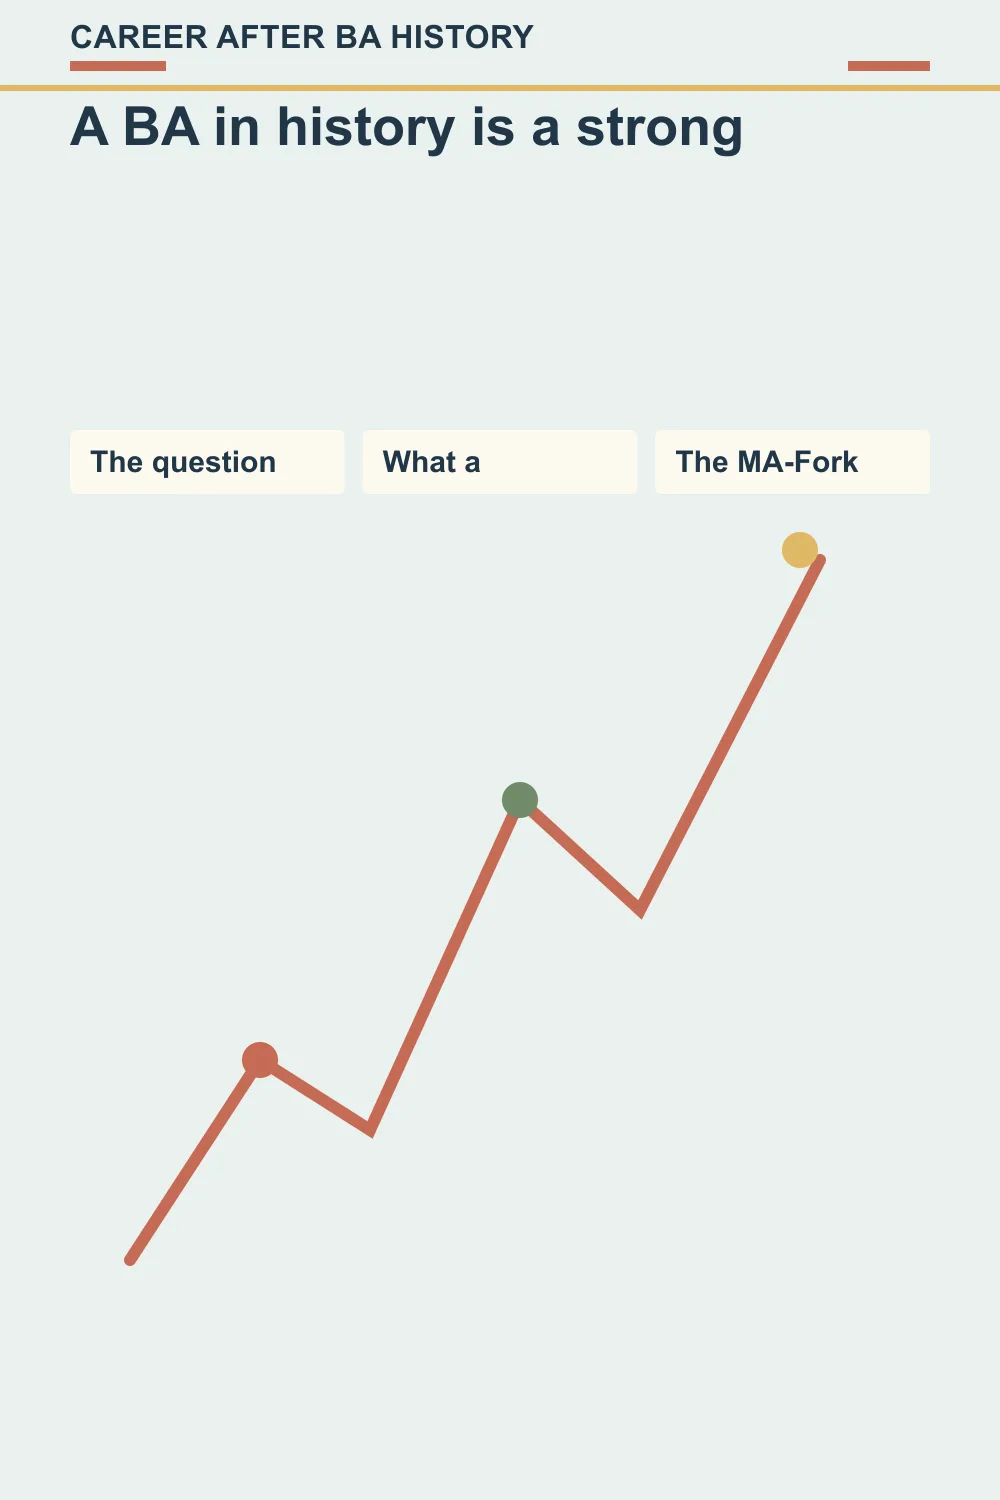 CAREER AFTER BA HISTORY
A BA in history is a strong
The question
What a
The MA-Fork